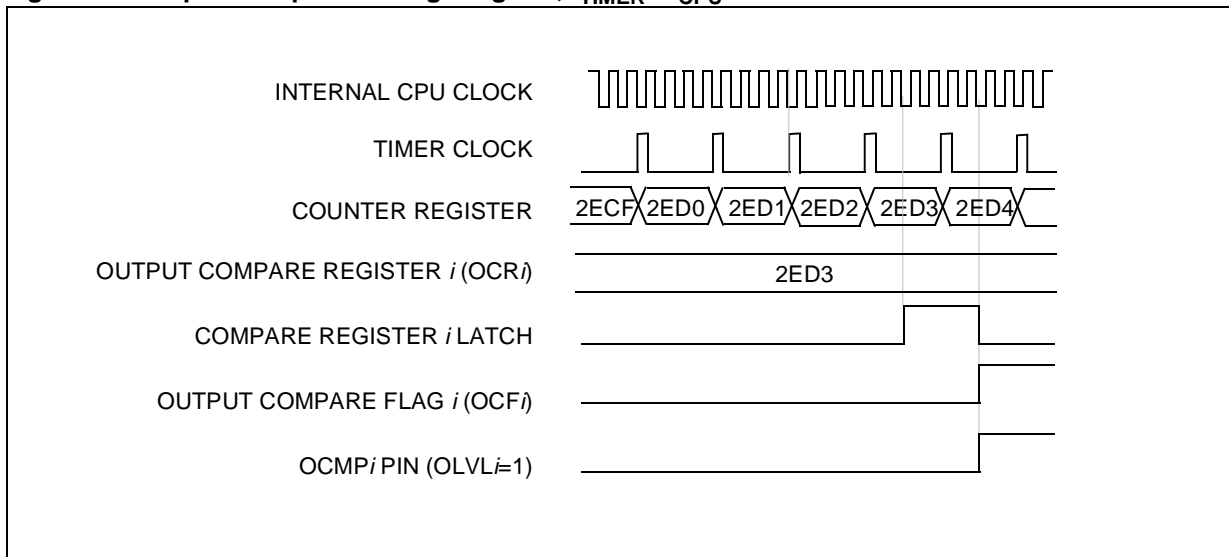 INTERNAL CPU CLOCK
TIMER CLOCK
COUNTER REGISTER 2ECF 2ED0 2ED1 2ED2 2ED3 2ED4
OUTPUT COMPARE REGISTER i (OCRi) 2ED3
COMPARE REGISTER i LATCH
OUTPUT COMPARE FLAG i (OCFi)
OCMPi PIN (OLVLi=1)